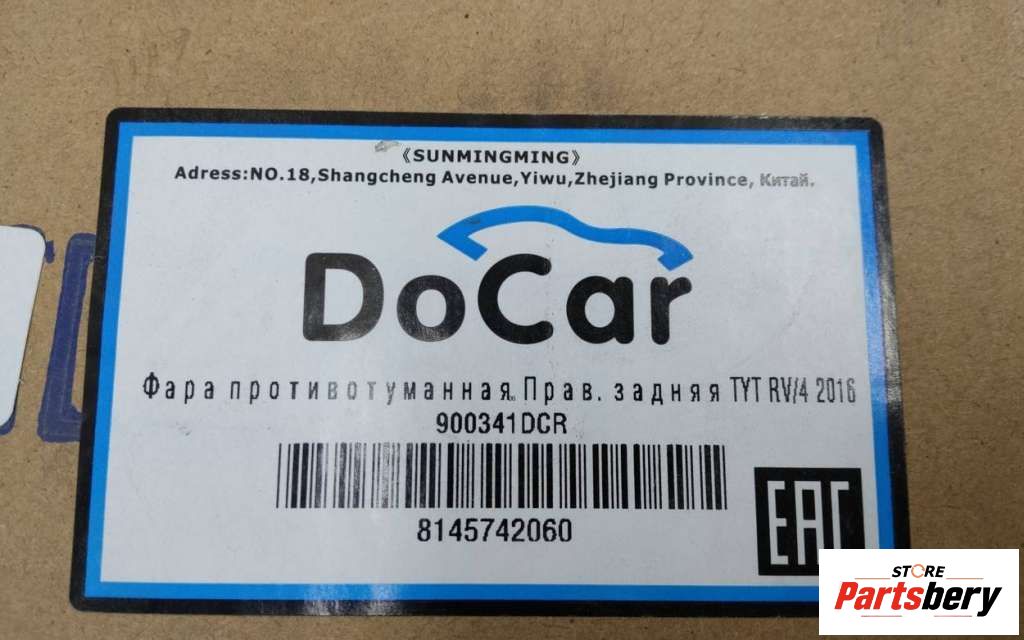 《SUNMINGMING》
Adress:NO.18,Shangcheng Avenue,Yiwu,Zhejiang Province, Китай.
DoCar
Фара противотуманная. Прав. задняя TYT RV/4 2016
900341DCR
8145742060
EAC
STORE
Partsbery